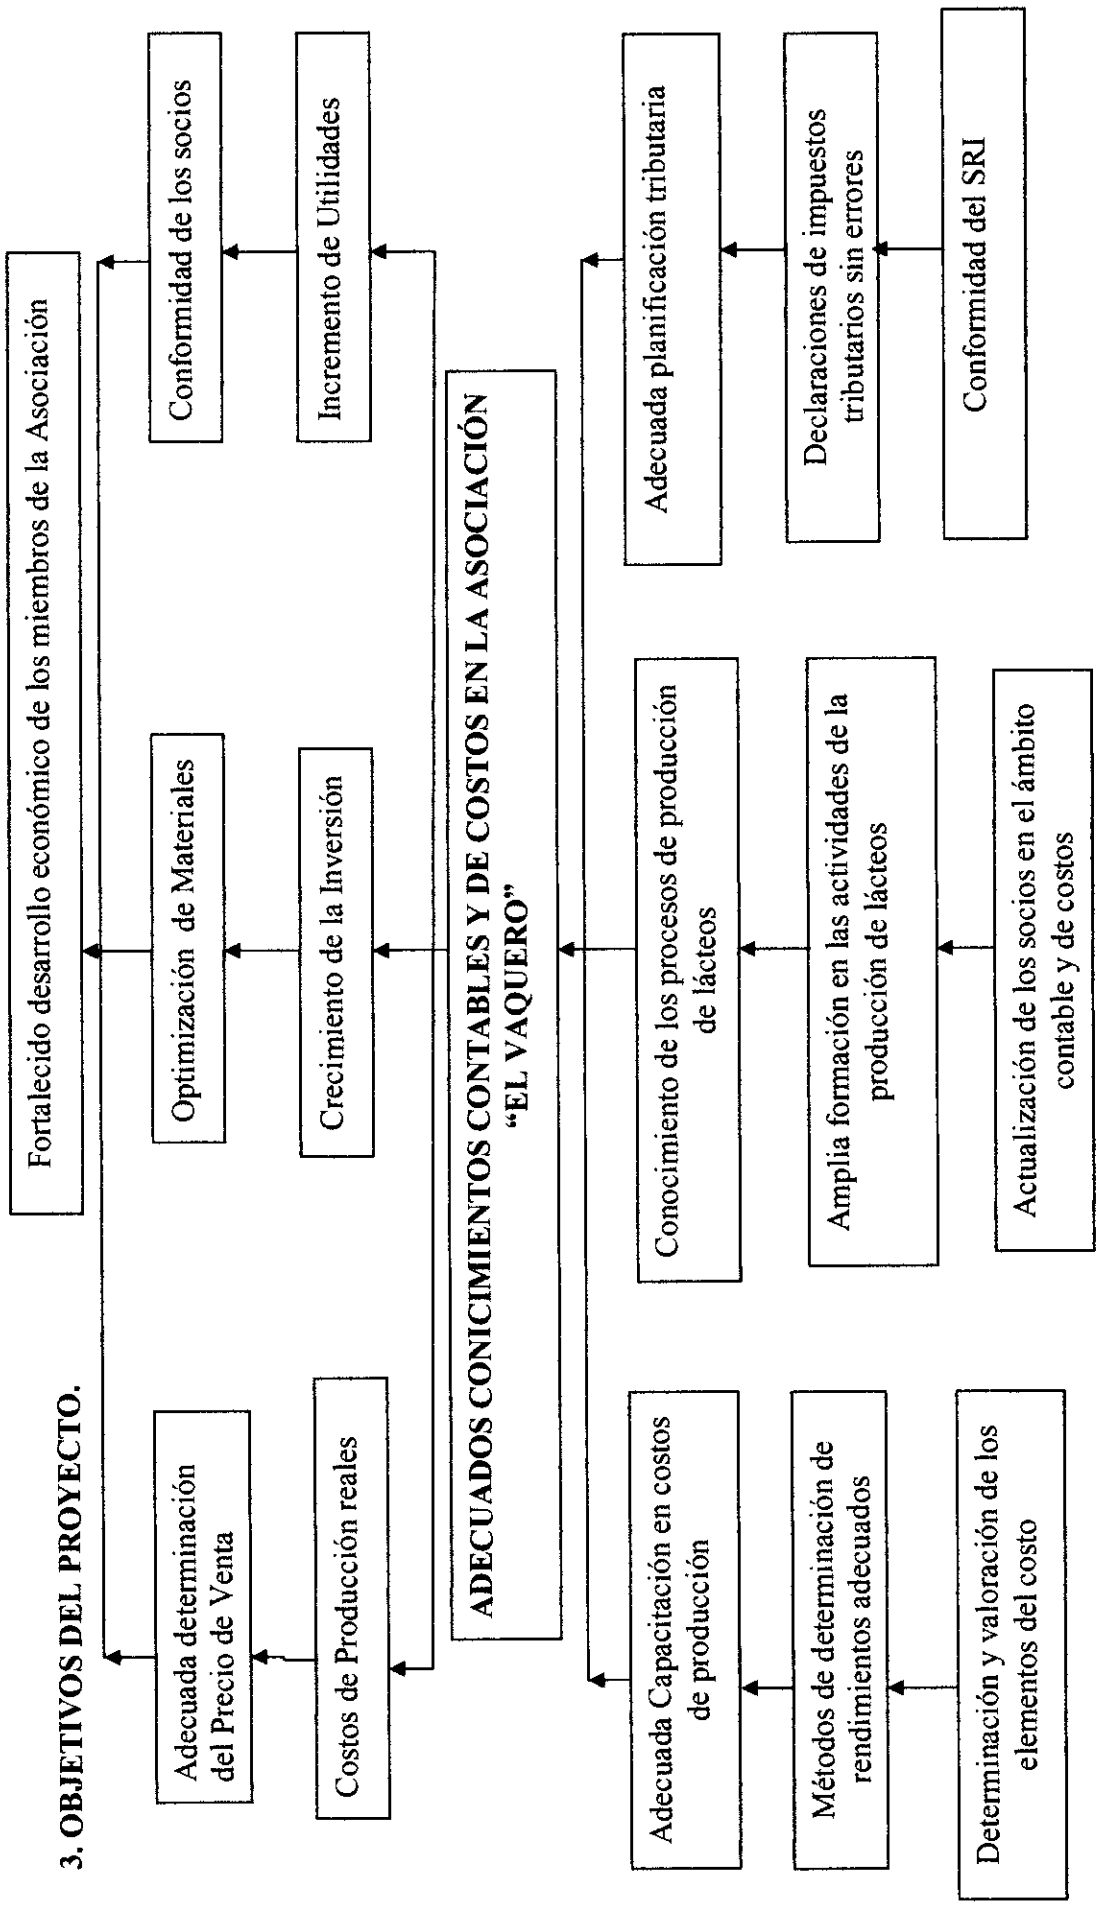 3. OBJETIVOS DEL PROYECTO.
Fortalecido desarrollo económico de los miembros de la Asociación
Adecuada determinación
del Precio de Venta
Optimización de Materiales
Conformidad de los socios
Costos de Producción reales
Crecimiento de la Inversión
Incremento de Utilidades
ADECUADOS CONICIMIENTOS CONTABLES Y DE COSTOS EN LA ASOCIACIÓN
“EL VAQUERO”
Adecuada Capacitación en costos
de producción
Conocimiento de los procesos de producción
de lácteos
Adecuada planificación tributaria
Métodos de determinación de
rendimientos adecuados
Amplia formación en las actividades de la
producción de lácteos
Declaraciones de impuestos
tributarios sin errores
Determinación y valoración de los
elementos del costo
Actualización de los socios en el ámbito
contable y de costos
Conformidad del SRI